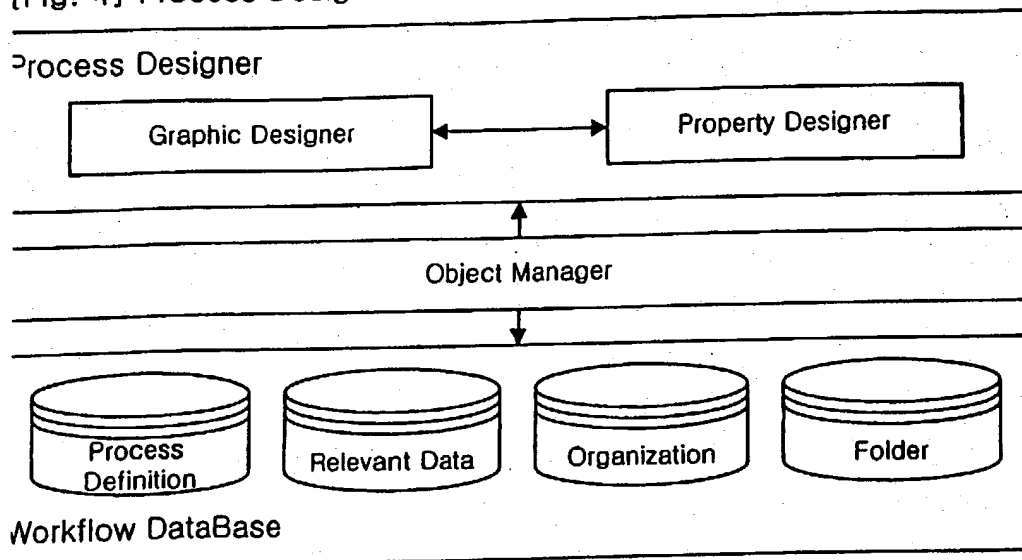 Process Designer
Graphic Designer
Property Designer
Object Manager
Process
Definition
Relevant Data
Organization
Folder
Workflow DataBase